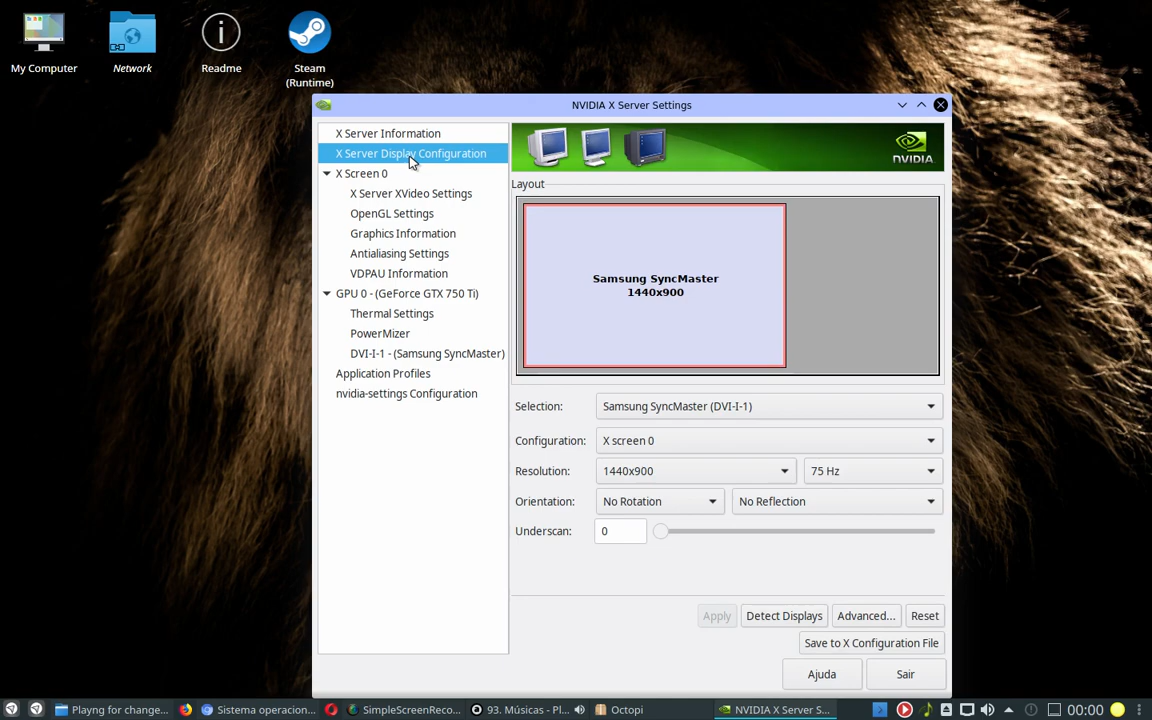 My Computer
Network
Readme
Steam
(Runtime)
NVIDIA X Server Settings
X Server Information
X Server Display Configuration
X Screen 0
X Server XVideo Settings
OpenGL Settings
Graphics Information
Antialiasing Settings
VDPAU Information
GPU 0 - (GeForce GTX 750 Ti)
Thermal Settings
PowerMizer
DVI-I-1 - (Samsung SyncMaster)
Application Profiles
nvidia-settings Configuration
NVIDIA.
Layout
Samsung SyncMaster
1440x900
Selection: Samsung SyncMaster (DVI-I-1)
Configuration: X screen 0
Resolution: 1440x900 75 Hz
Orientation: No Rotation No Reflection
Underscan: 0
Apply Detect Displays Advanced... Reset
Save to X Configuration File
Ajuda Sair
Playng for change... Sistema operacion... SimpleScreenReco... 93. Músicas - Pl... Octopi NVIDIA X Server S... 00:00